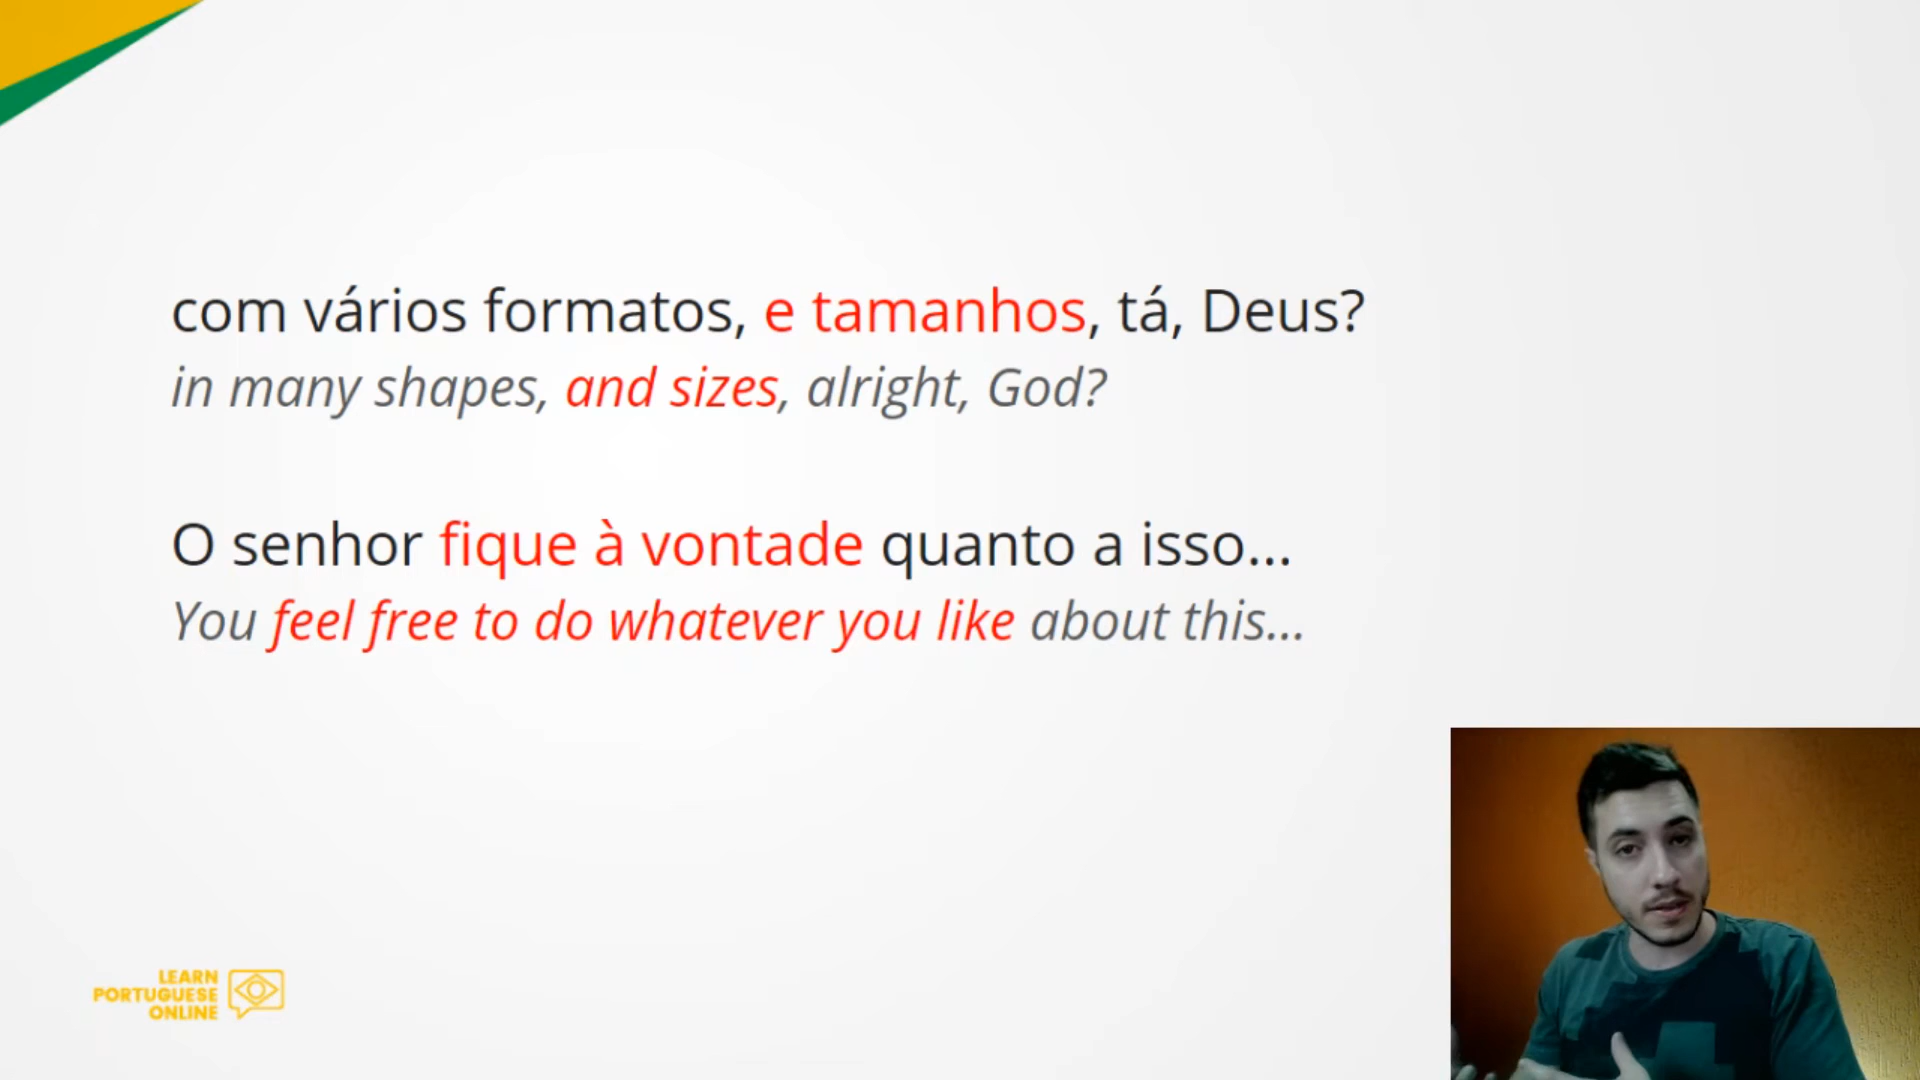 com vários formatos, e tamanhos, tá, Deus?
in many shapes, and sizes, alright, God?
O senhor fique à vontade quanto a isso...
You feel free to do whatever you like about this...
LEARN
PORTUGUESE
ONLINE